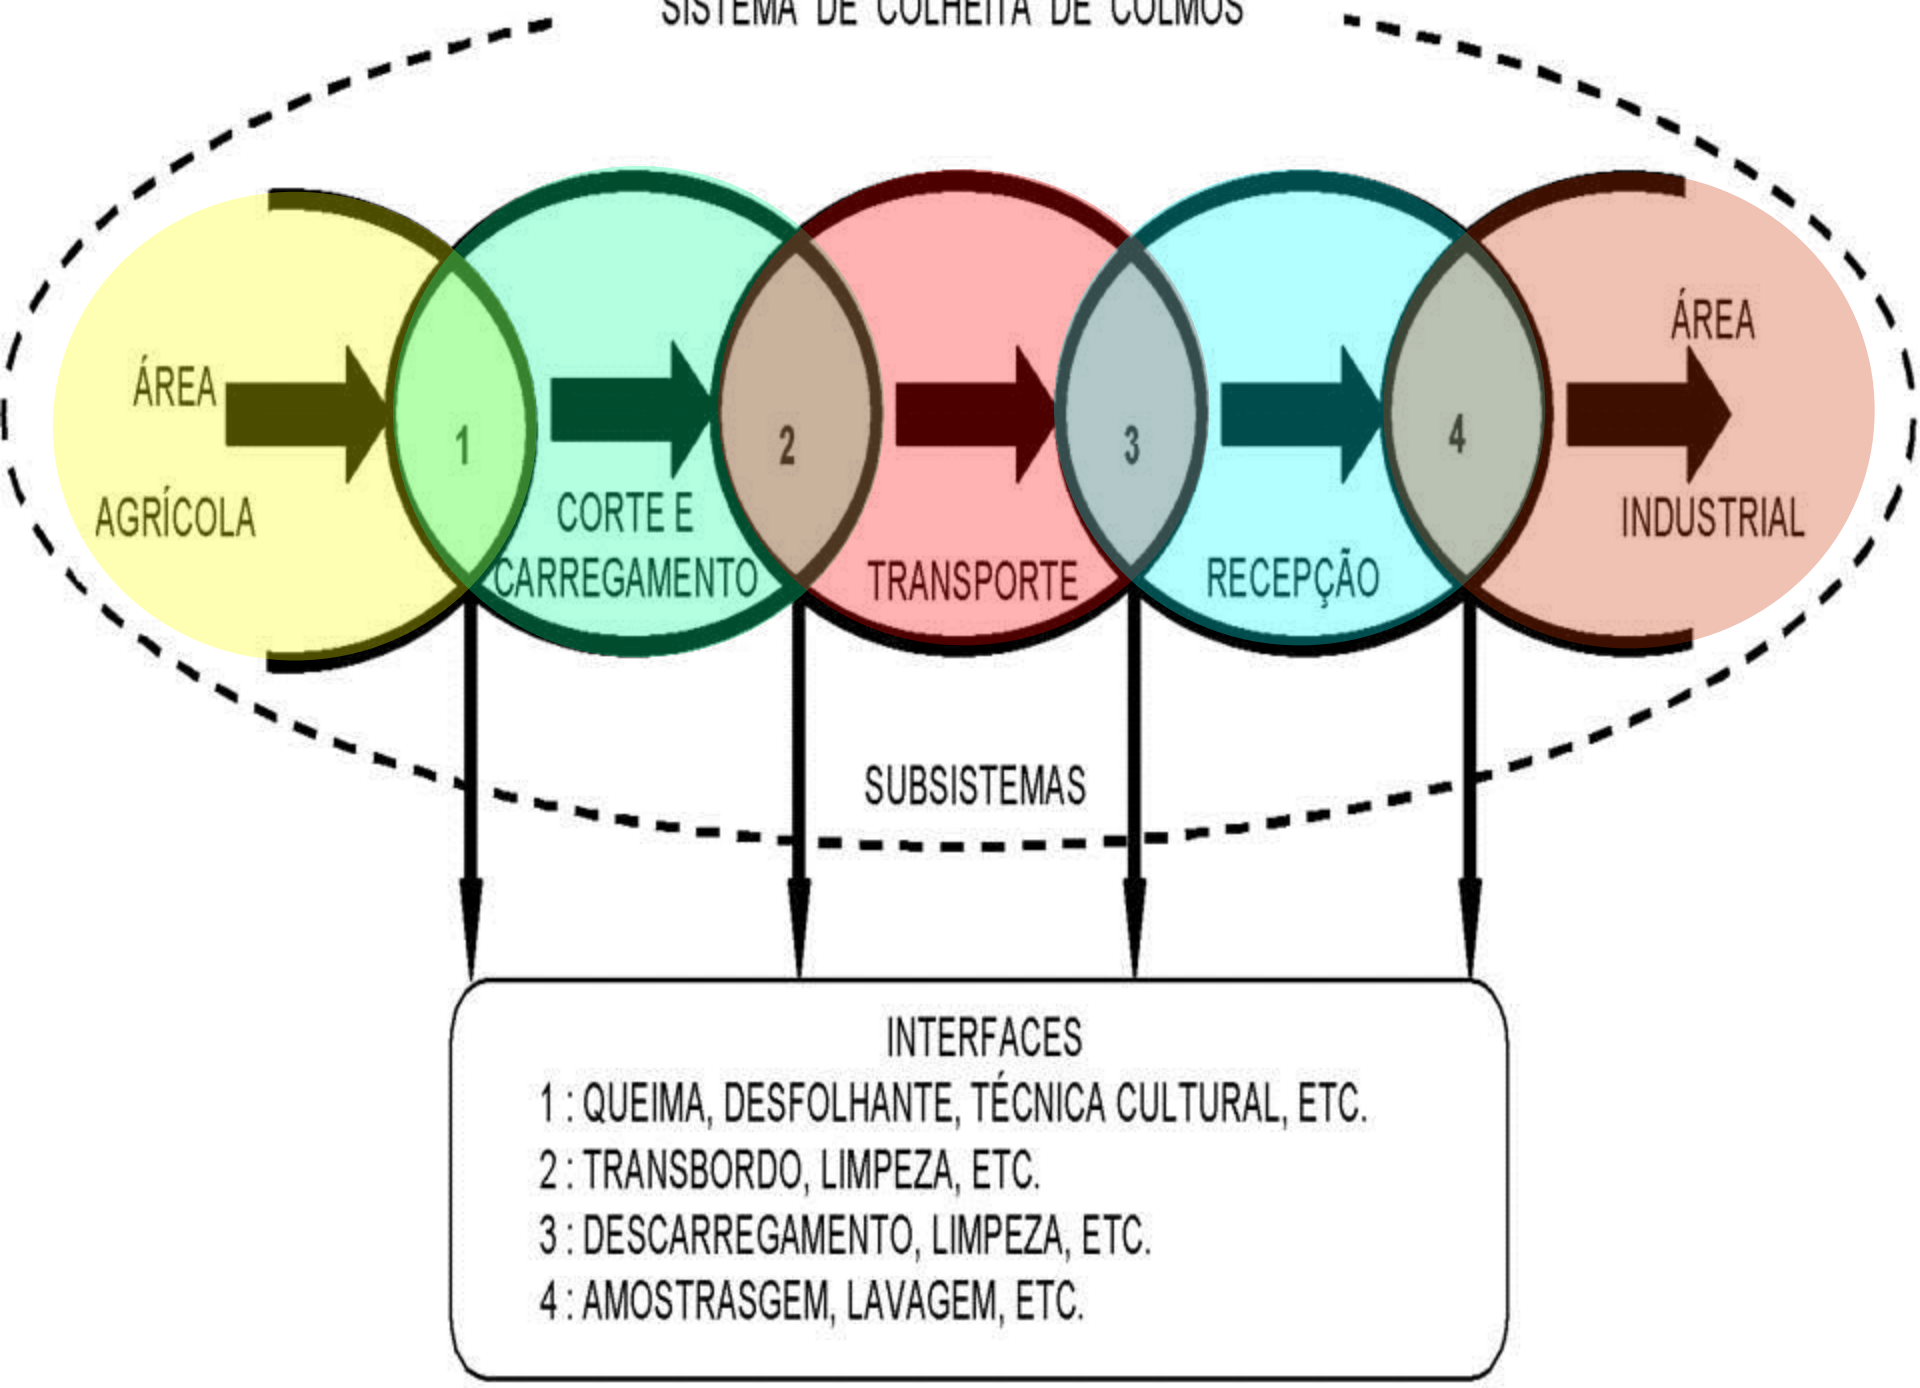 SISTEMA DE COLHEITA DE COLMOS
ÁREA
AGRÍCOLA
1
CORTE E
CARREGAMENTO
2
TRANSPORTE
3
RECEPÇÃO
4
ÁREA
INDUSTRIAL
SUBSISTEMAS
INTERFACES
1 : QUEIMA, DESFOLHANTE, TÉCNICA CULTURAL, ETC.
2 : TRANSBORDO, LIMPEZA, ETC.
3 : DESCARREGAMENTO, LIMPEZA, ETC.
4 : AMOSTRASGEM, LAVAGEM, ETC.